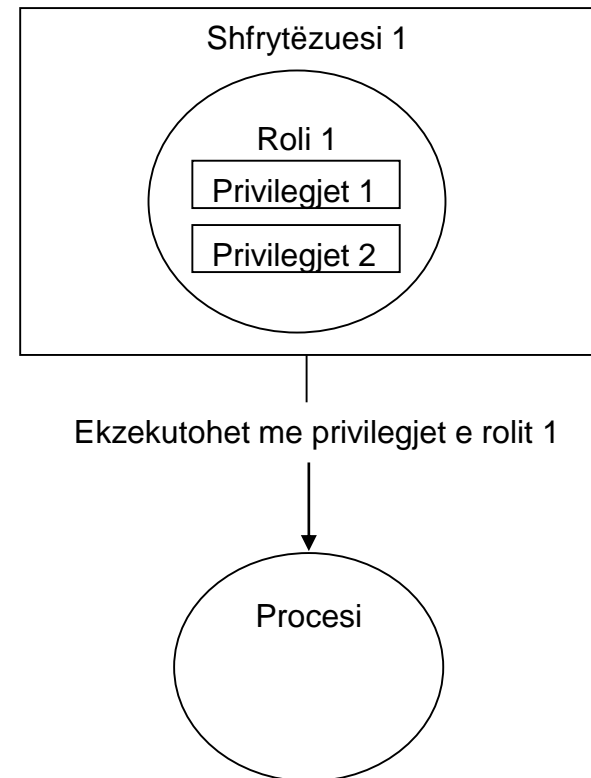 Shfrytëzuesi 1
Roli 1
Privilegjet 1
Privilegjet 2
Ekzekutohet me privilegjet e rolit 1
Procesi